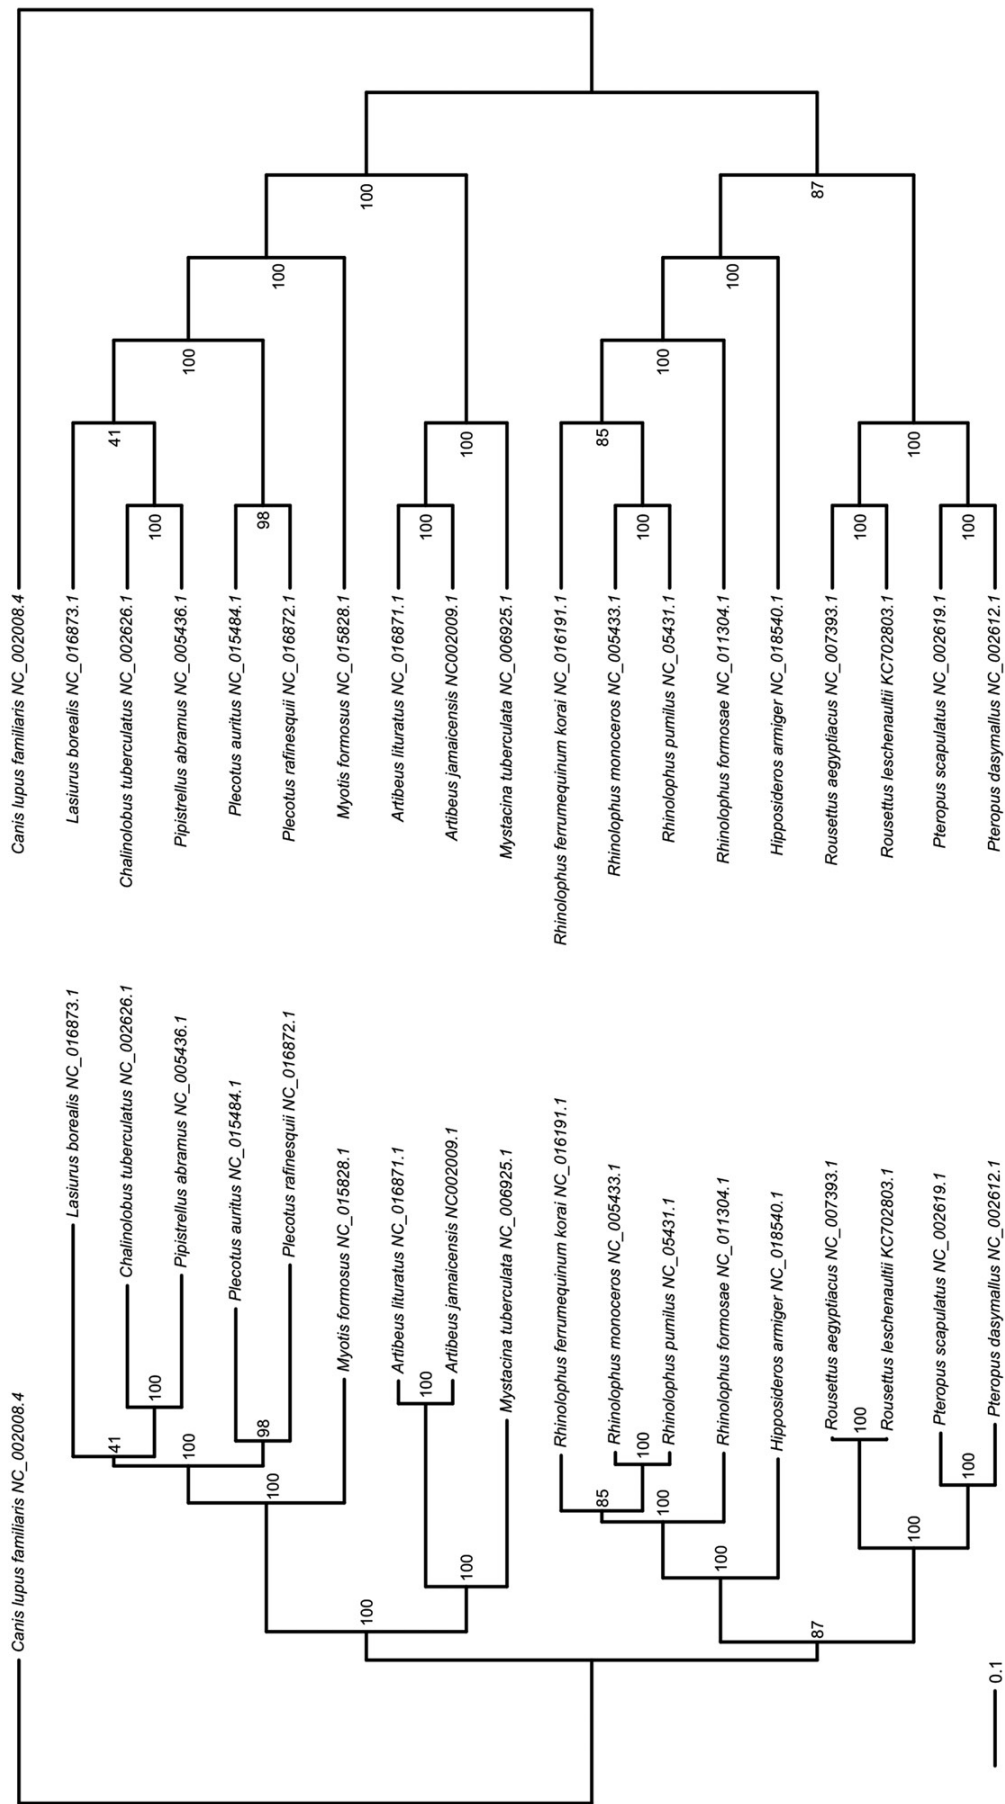 Canis lupus familiaris NC_002008.4
Lasiurus borealis NC_016873.1
Chalinolobus tuberculatus NC_002626.1
Pipistrellus abramus NC_005436.1
Plecotus auritus NC_015484.1
Plecotus rafinesquii NC_016872.1
Myotis formosus NC_015828.1
Artibeus lituratus NC_016871.1
Artibeus jamaicensis NC002009.1
Mystacina tuberculata NC_006925.1
Rhinolophus ferrumequinum korai NC_016191.1
Rhinolophus monoceros NC_005433.1
Rhinolophus pumilus NC_05431.1
Rhinolophus formosae NC_011304.1
Hipposideros armiger NC_018540.1
Rousettus aegyptiacus NC_007393.1
Rousettus leschenaultii KC702803.1
Pteropus scapulatus NC_002619.1
Pteropus dasymallus NC_002612.1
41
100
100
98
100
100
100
100
85
100
100
100
87
100
100
100
0.1
Canis lupus familiaris NC_002008.4
Lasiurus borealis NC_016873.1
Chalinolobus tuberculatus NC_002626.1
Pipistrellus abramus NC_005436.1
Plecotus auritus NC_015484.1
Plecotus rafinesquii NC_016872.1
Myotis formosus NC_015828.1
Artibeus lituratus NC_016871.1
Artibeus jamaicensis NC002009.1
Mystacina tuberculata NC_006925.1
Rhinolophus ferrumequinum korai NC_016191.1
Rhinolophus monoceros NC_005433.1
Rhinolophus pumilus NC_05431.1
Rhinolophus formosae NC_011304.1
Hipposideros armiger NC_018540.1
Rousettus aegyptiacus NC_007393.1
Rousettus leschenaultii KC702803.1
Pteropus scapulatus NC_002619.1
Pteropus dasymallus NC_002612.1
41
100
100
98
100
100
100
100
85
100
100
100
87
100
100
100